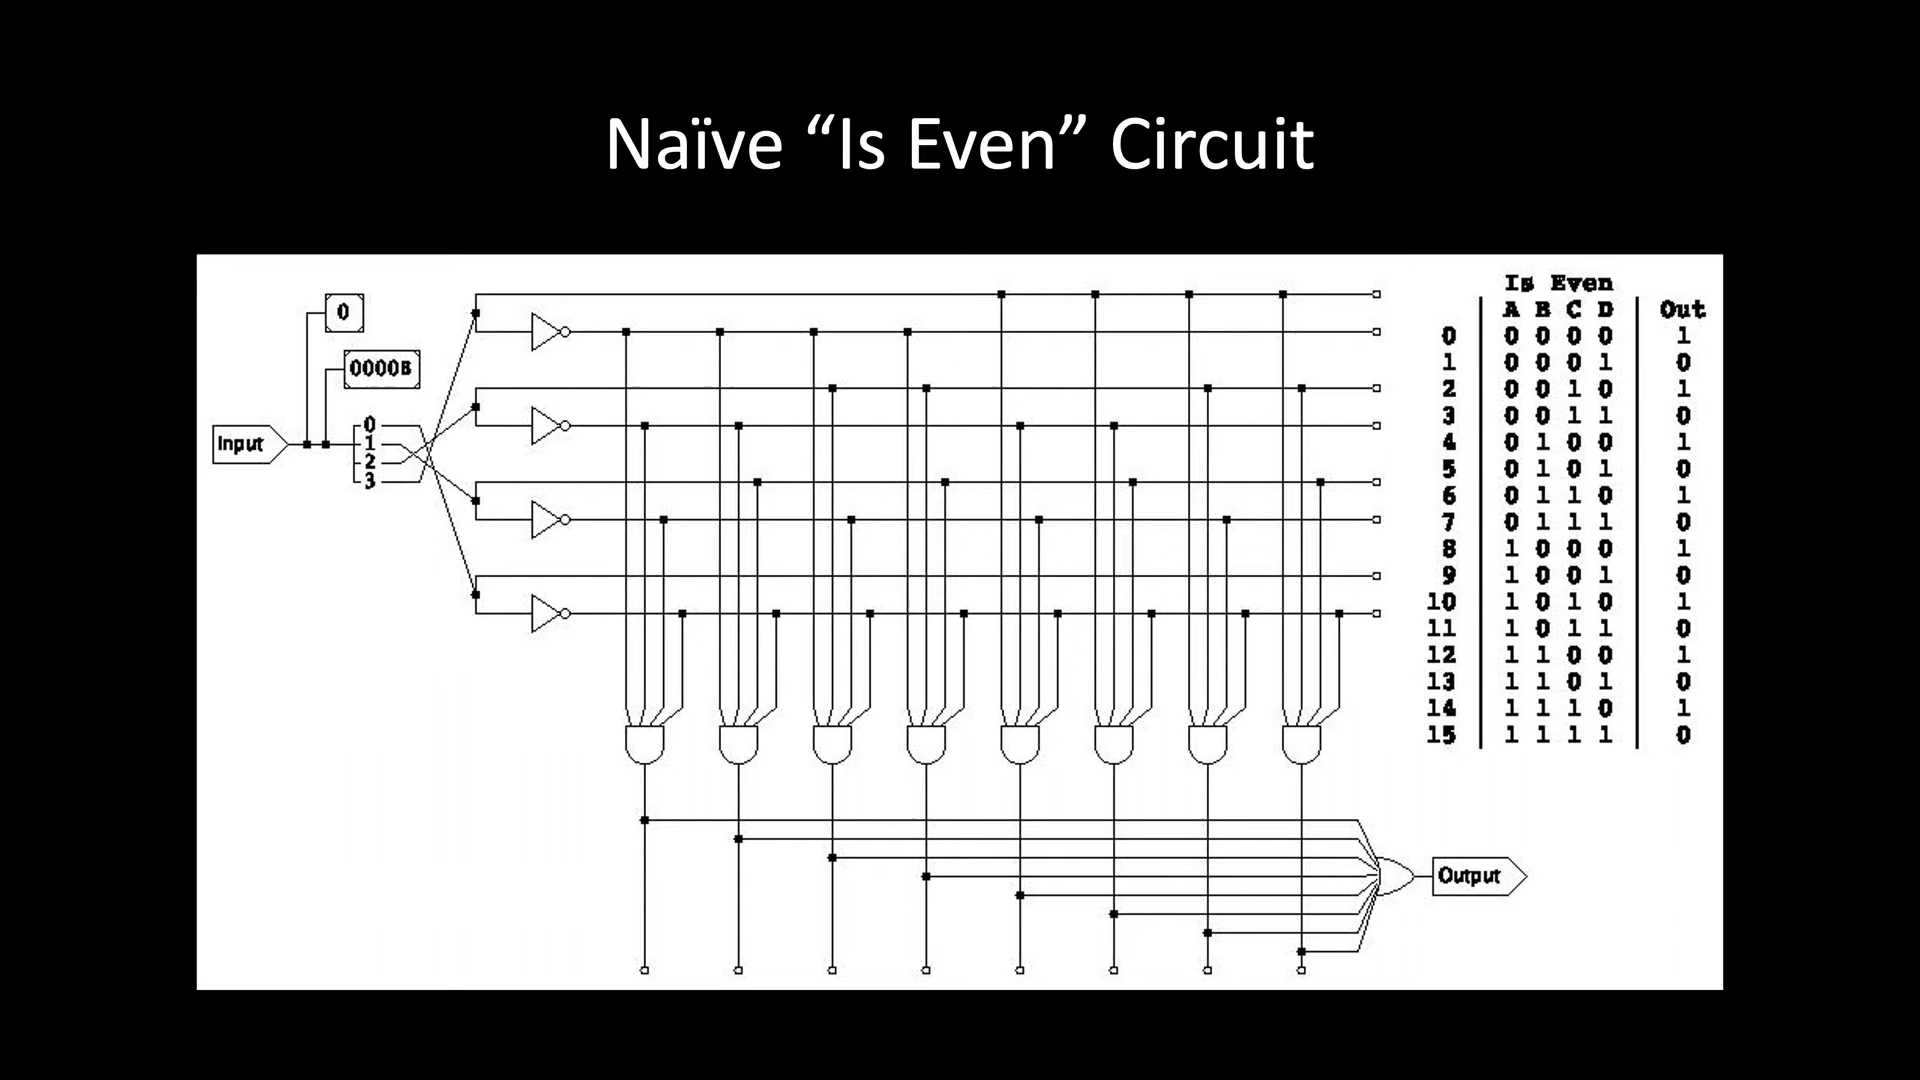 Naïve “Is Even” Circuit
0
0000B
Input
0
1
2
3
Is Even
A B C D Out
0 0 0 0 0 1
1 0 0 0 1 0
2 0 0 1 0 1
3 0 0 1 1 0
4 0 1 0 0 1
5 0 1 0 1 0
6 0 1 1 0 1
7 0 1 1 1 0
8 1 0 0 0 1
9 1 0 0 1 0
10 1 0 1 0 1
11 1 0 1 1 0
12 1 1 0 0 1
13 1 1 0 1 0
14 1 1 1 0 1
15 1 1 1 1 0
Output